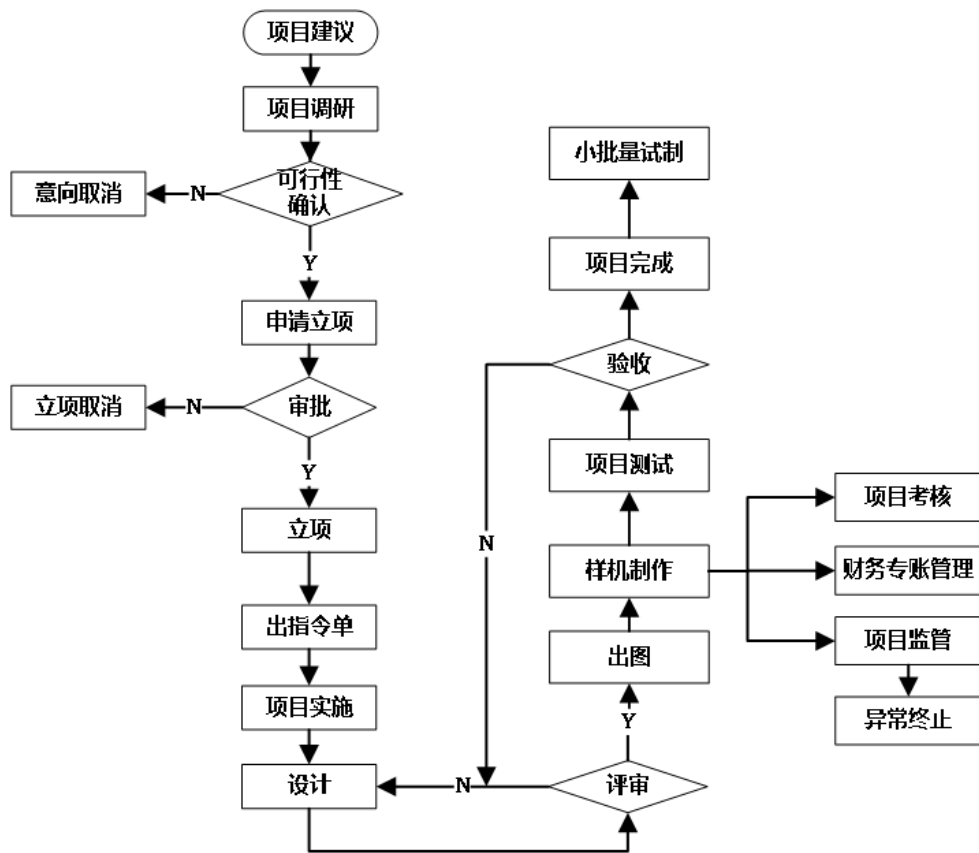 项目建议
项目调研
可行性
确认
N
意向取消
Y
申请立项
审批
N
立项取消
Y
立项
出指令单
项目实施
设计
评审
N
Y
出图
样机制作
项目考核
财务专账管理
项目监管
异常终止
项目测试
验收
N
项目完成
小批量试制